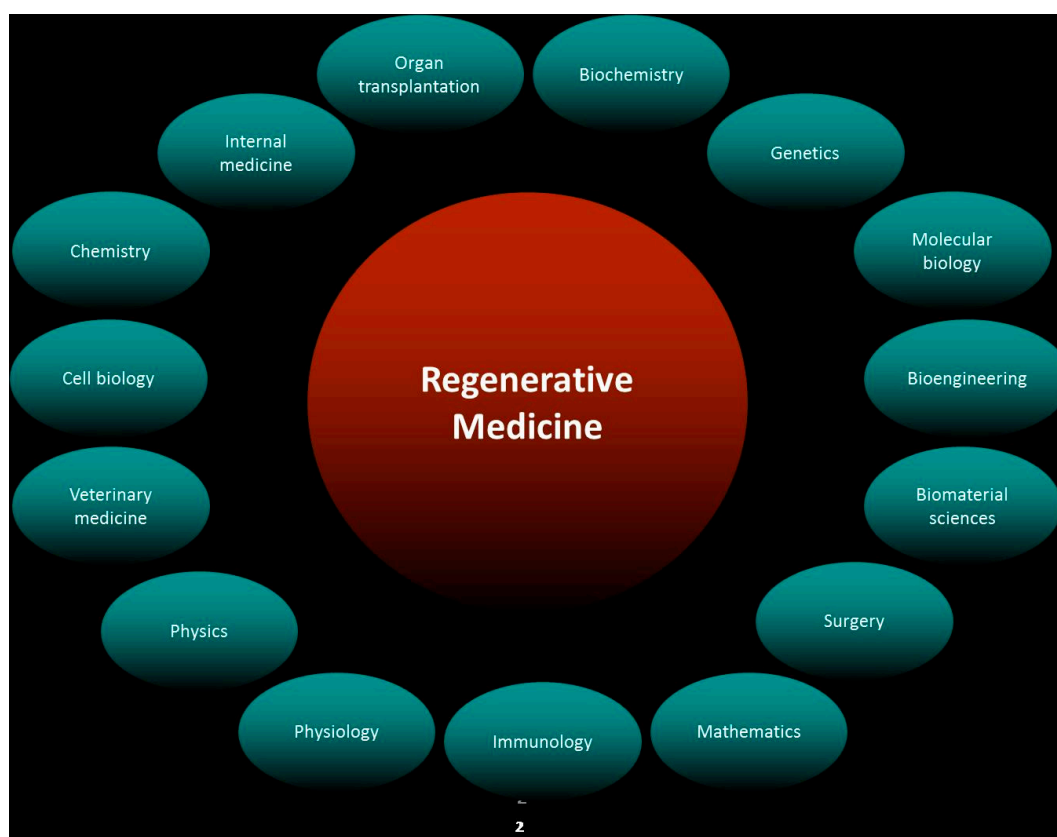 Organ
transplantation
Biochemistry
Internal
medicine
Genetics
Chemistry
Molecular
biology
Cell biology
Regenerative
Medicine
Bioengineering
Veterinary
medicine
Biomaterial
sciences
Physics
Surgery
Physiology
Immunology
Mathematics
2